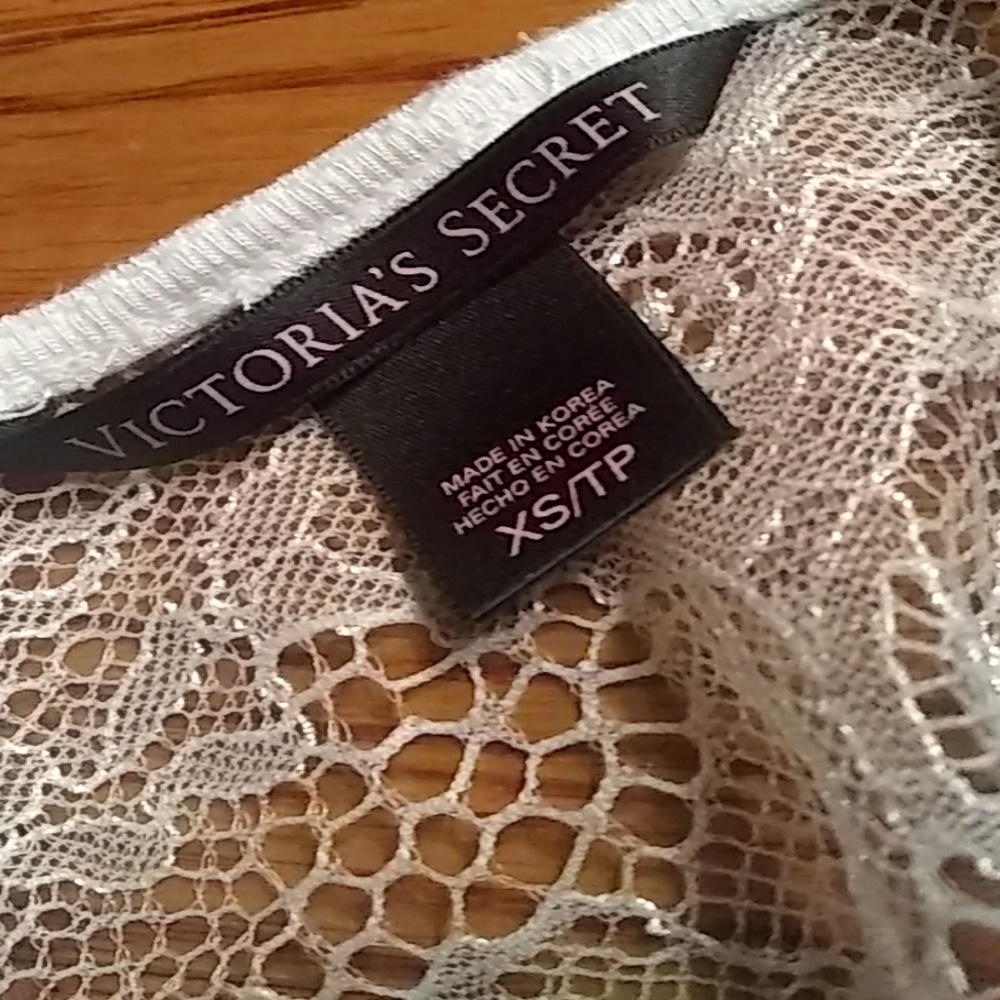 VICTORIA'S SECRET
MADE IN KOREA
FAIT EN CORÉE
HECHO EN COREA
XS/TP